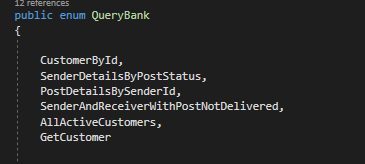 12 references
public enum QueryBank
{
CustomerById,
SenderDetailsByPostStatus,
PostDetailsBySenderId,
SenderAndReceiverWithPostNotDelivered,
AllActiveCustomers,
GetCustomer